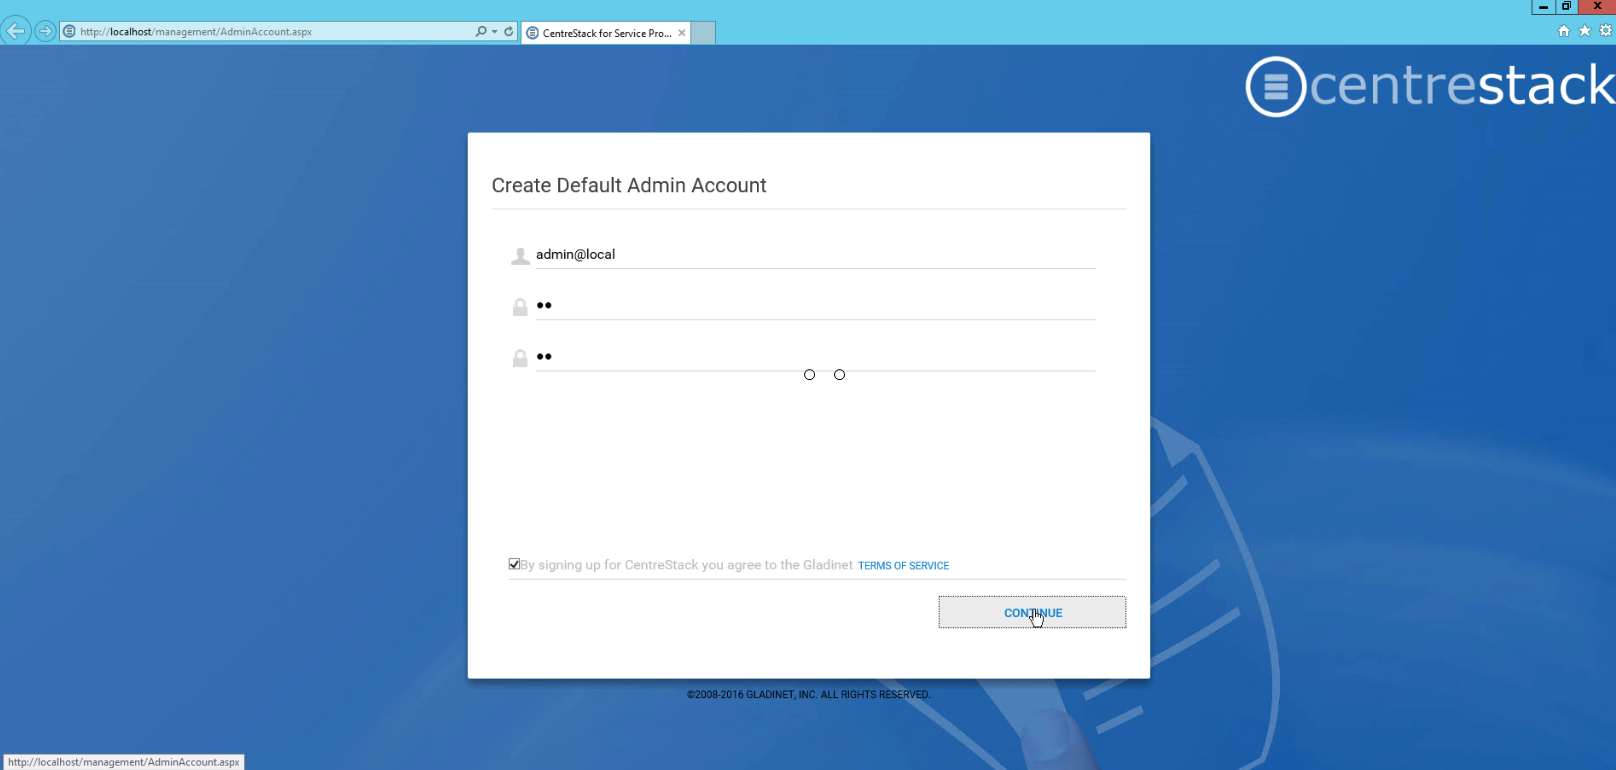 http://localhost/management/AdminAccount.aspx
CentreStack for Service Pro...
centrestack
Create Default Admin Account
admin@local
By signing up for CentreStack you agree to the Gladinet TERMS OF SERVICE
CONTINUE
©2008-2016 GLADINET, INC. ALL RIGHTS RESERVED.
http://localhost/management/AdminAccount.aspx